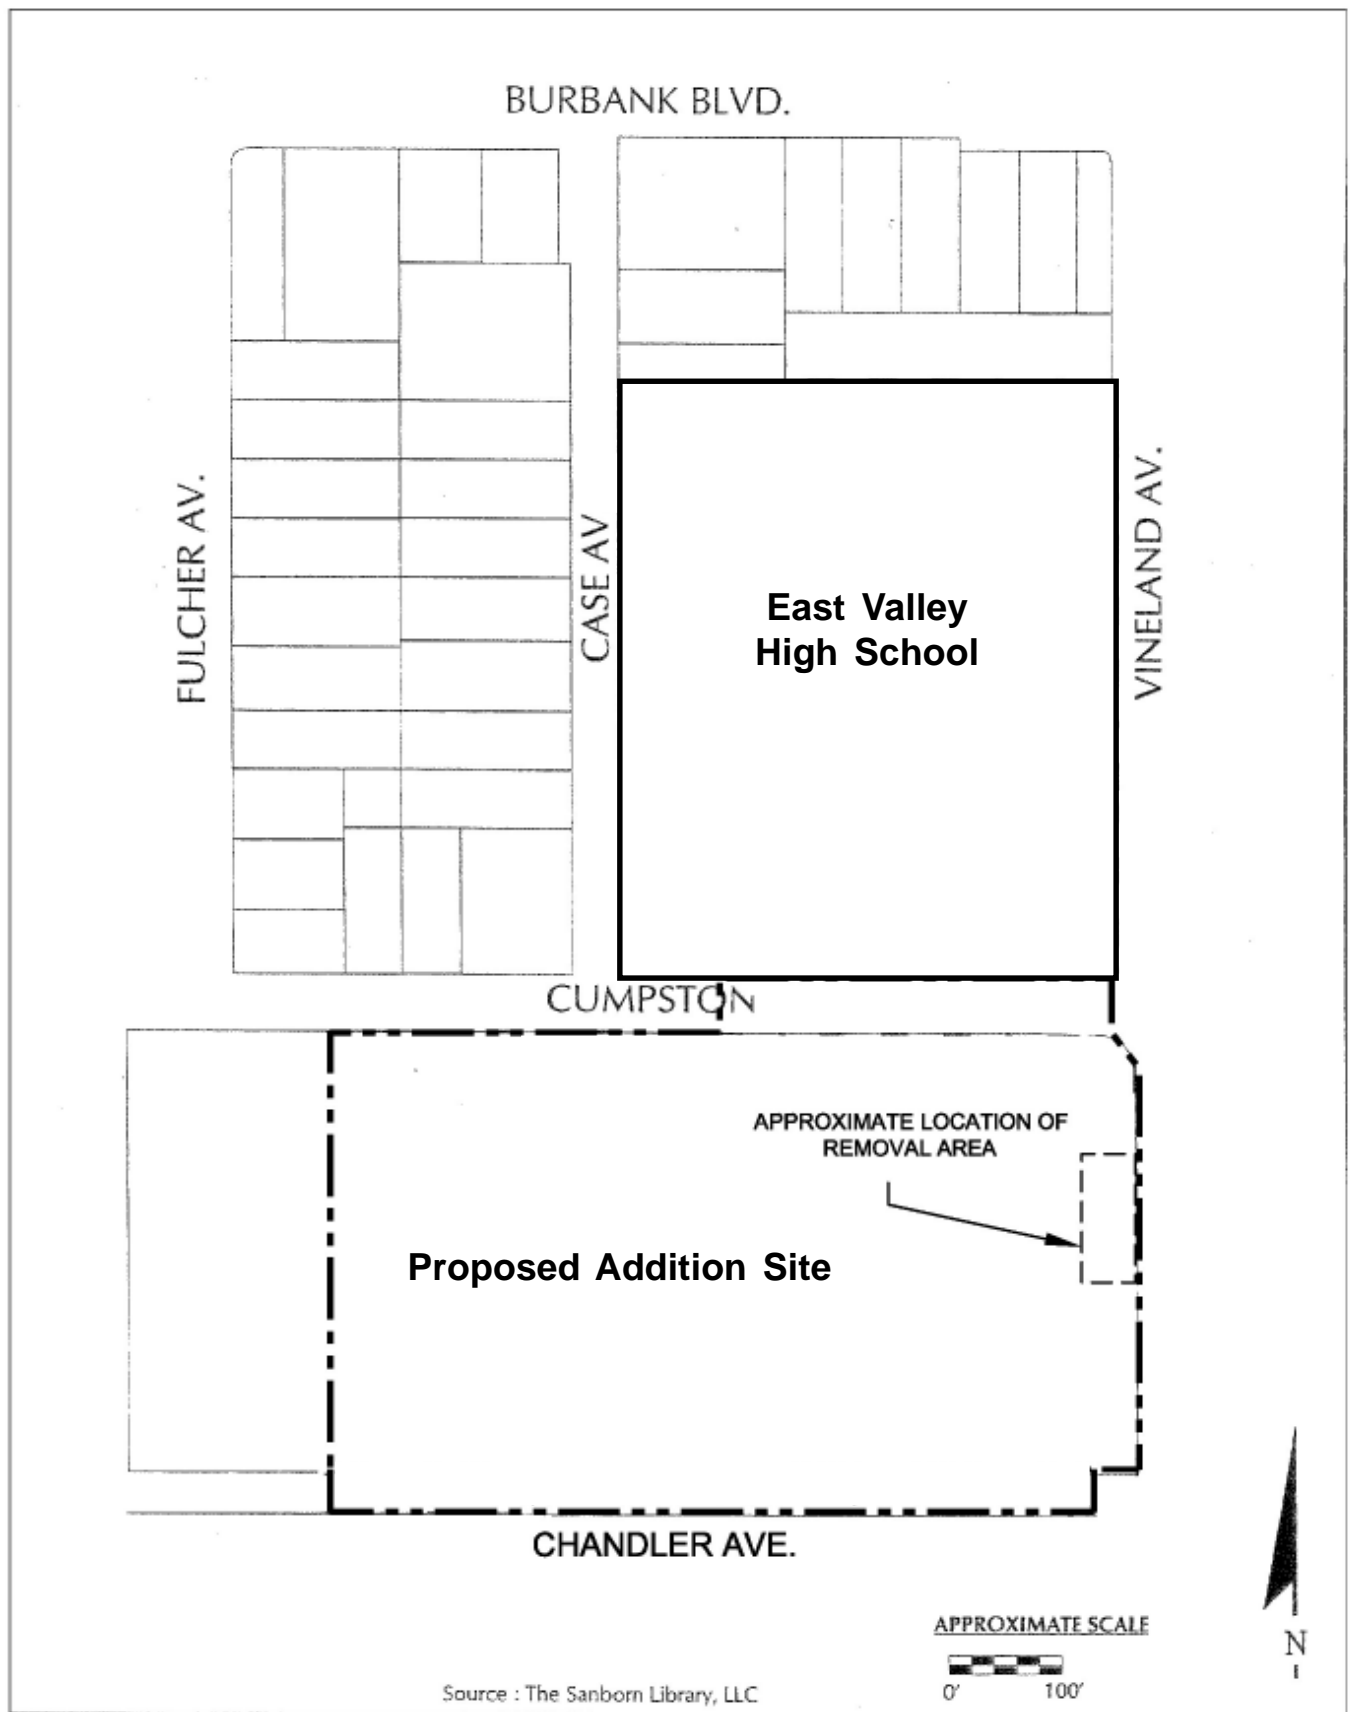 BURBANK BLVD.
FULCHER AV.
CASE AV
VINELAND AV.
East Valley
High School
CUMPSTON
APPROXIMATE LOCATION OF
REMOVAL AREA
Proposed Addition Site
CHANDLER AVE.
APPROXIMATE SCALE
0' 100'
N
Source : The Sanborn Library, LLC